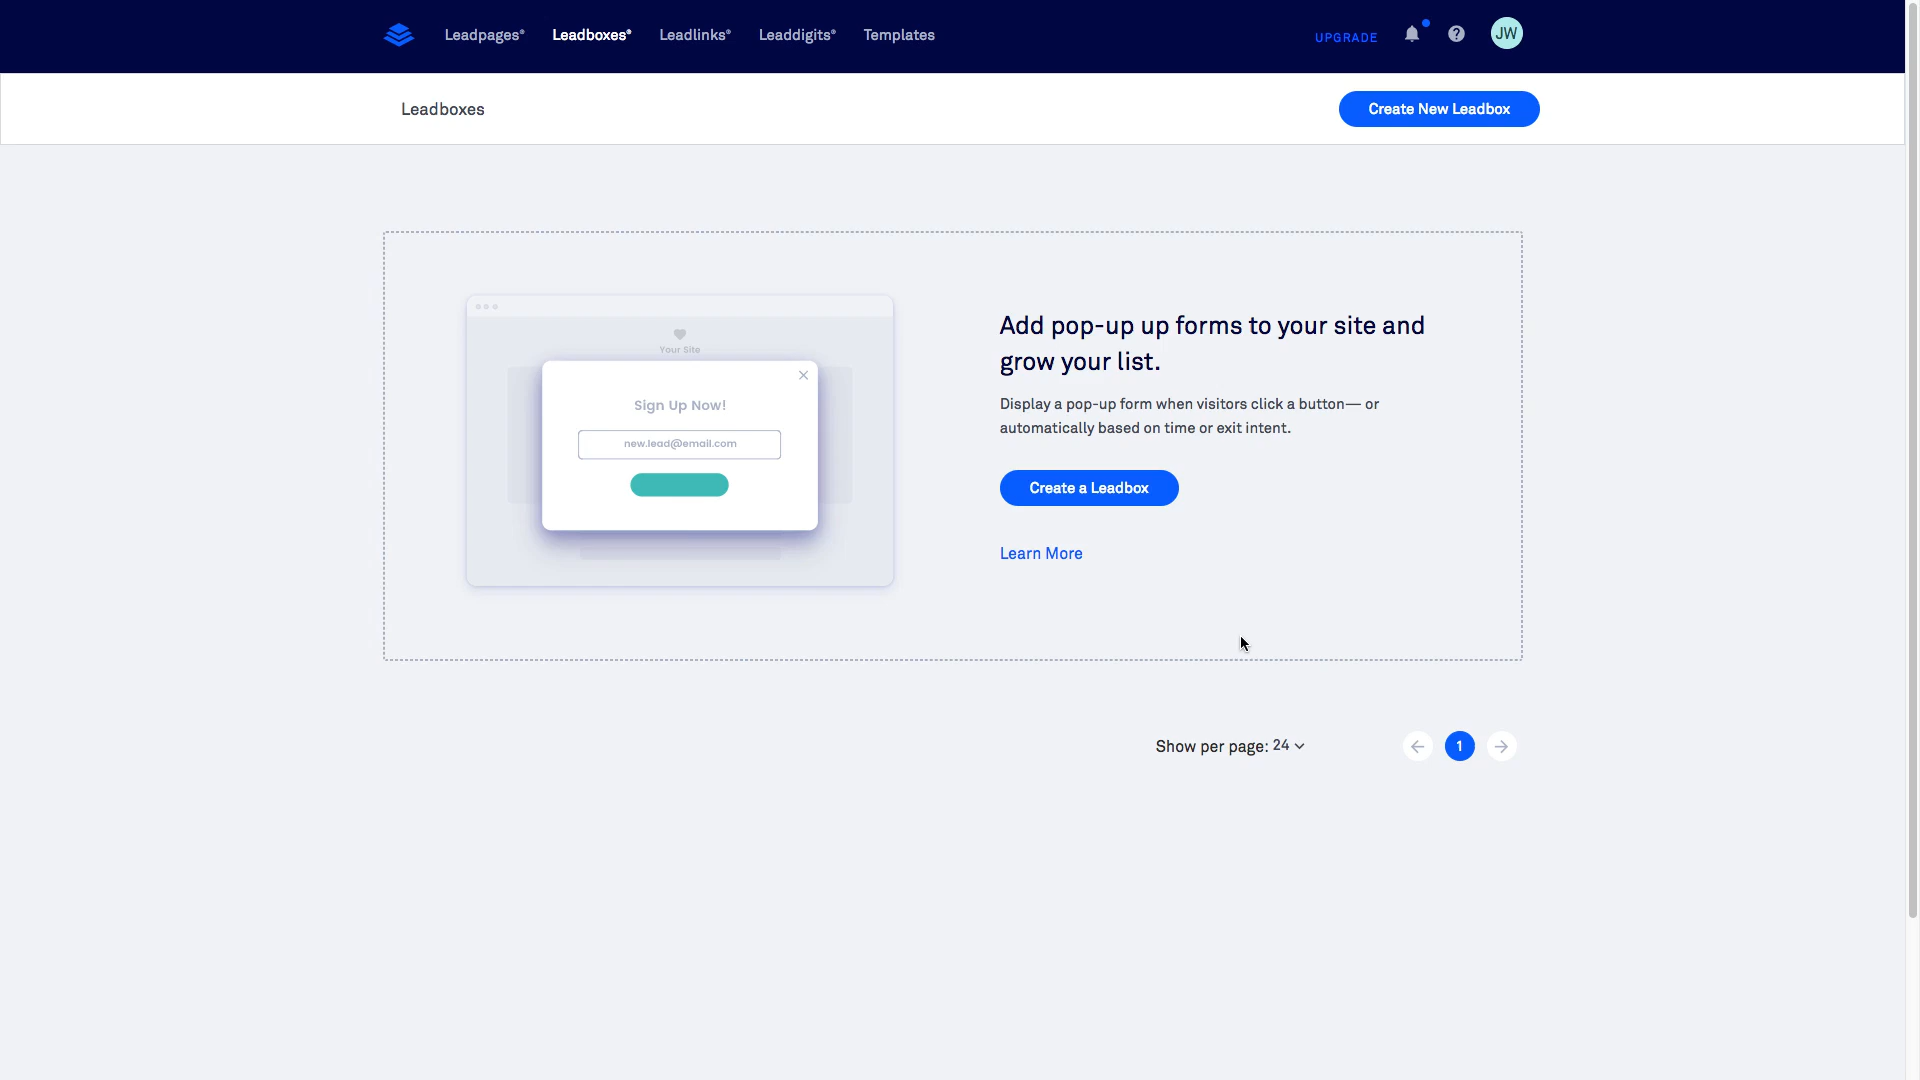 Leadpages® Leadboxes® Leadlinks® Leaddigits® Templates UPGRADE ? JW
Leadboxes Create New Leadbox
Your Site
Sign Up Now!
new.lead@email.com
Add pop-up up forms to your site and
grow your list.
Display a pop-up form when visitors click a button— or
automatically based on time or exit intent.
Create a Leadbox
Learn More
Show per page: 24 1